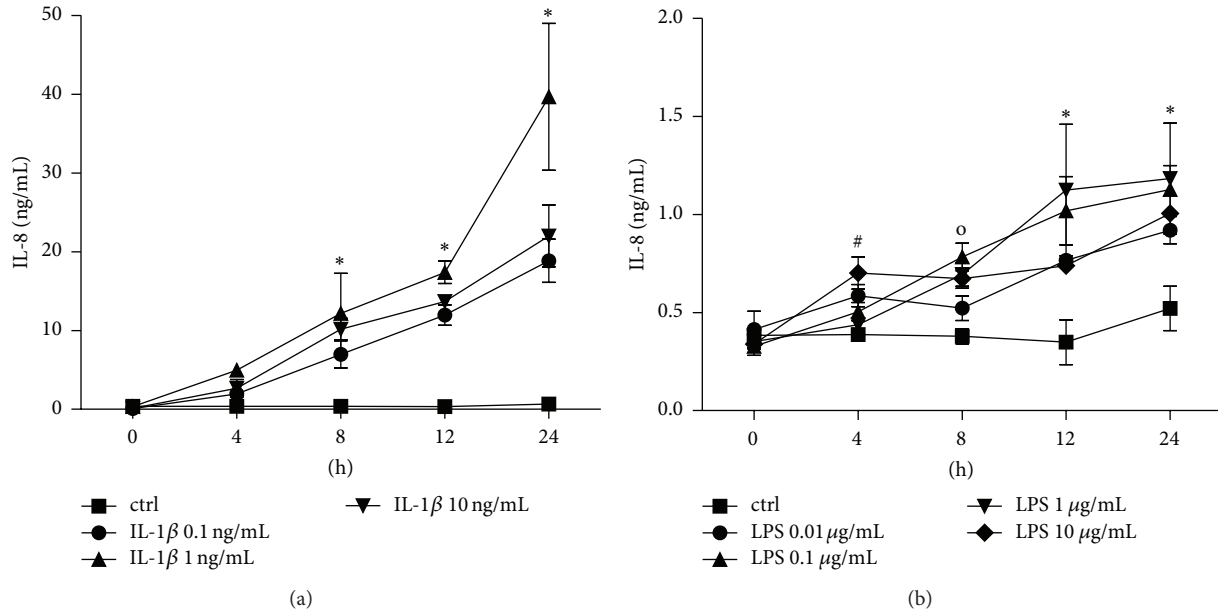 50
40
30
20
10
0
IL-8 (ng/mL)
* * *
0 4 8 12 24
(h)
ctrl
IL-1β 0.1 ng/mL
IL-1β 1 ng/mL
IL-1β 10 ng/mL
(a)
2.0
1.5
1.0
0.5
0.0
IL-8 (ng/mL)
# o * *
0 4 8 12 24
(h)
ctrl
LPS 0.01 μg/mL
LPS 0.1 μg/mL
LPS 1 μg/mL
LPS 10 μg/mL
(b)